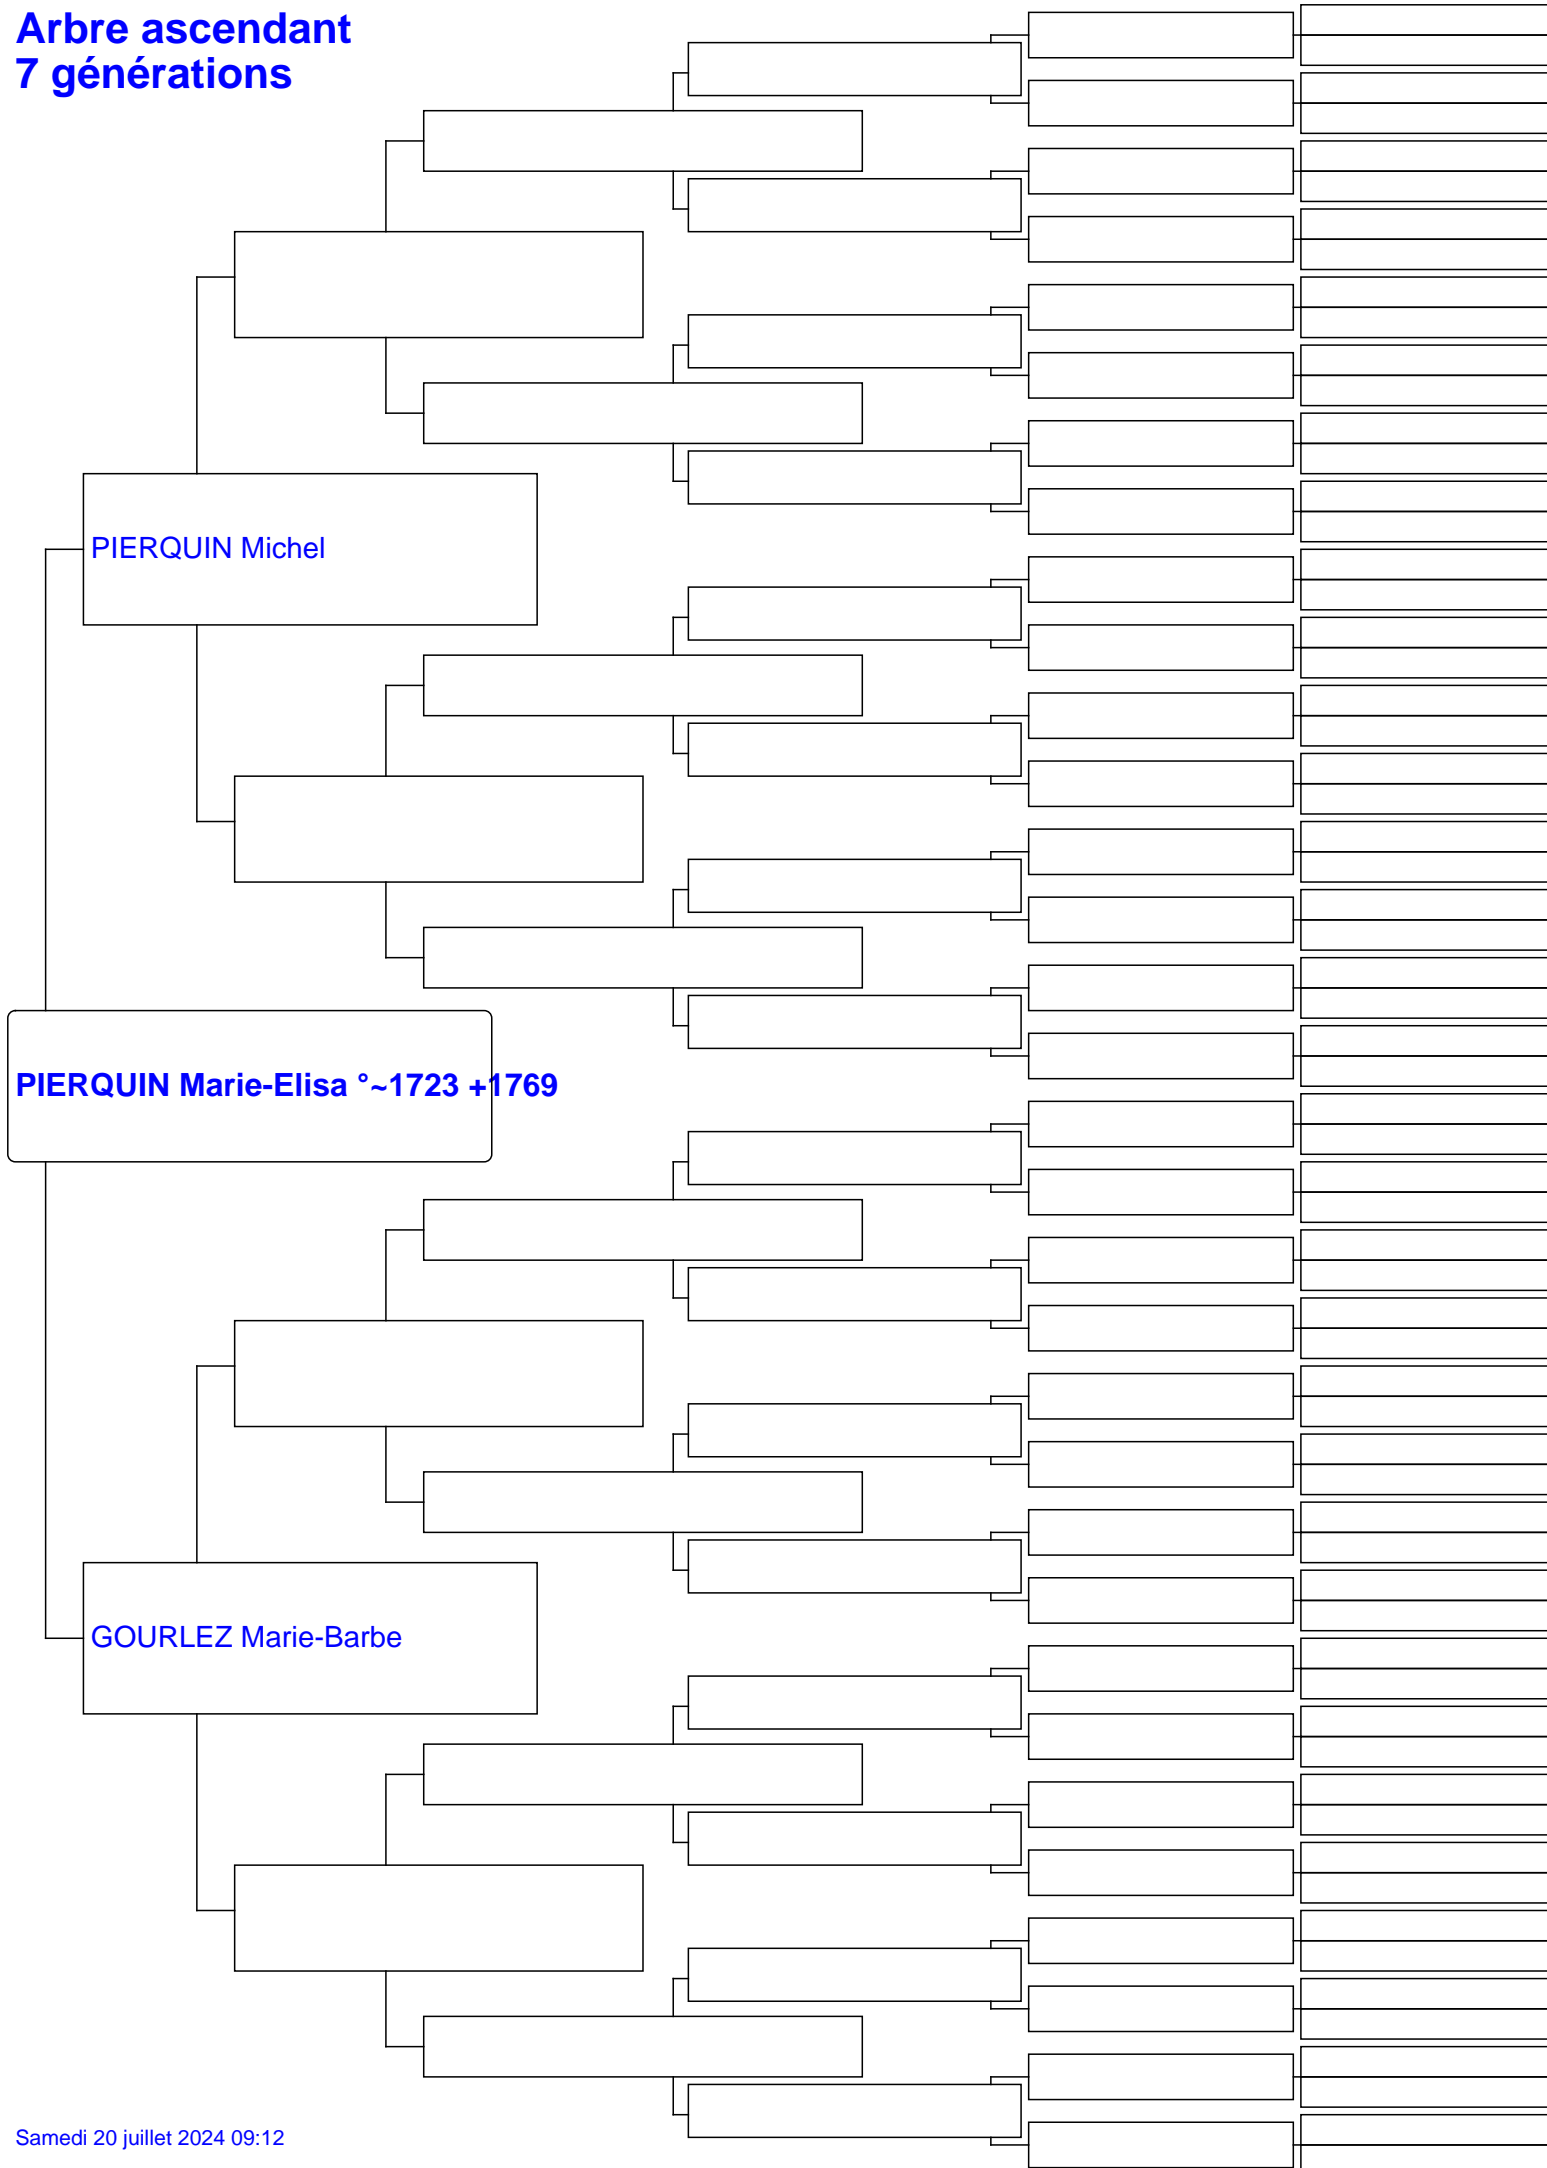 Arbre ascendant
7 générations
PIERQUIN Michel
PIERQUIN Marie-Elisa °~1723 +1769
GOURLEZ Marie-Barbe
Samedi 20 juillet 2024 09:12